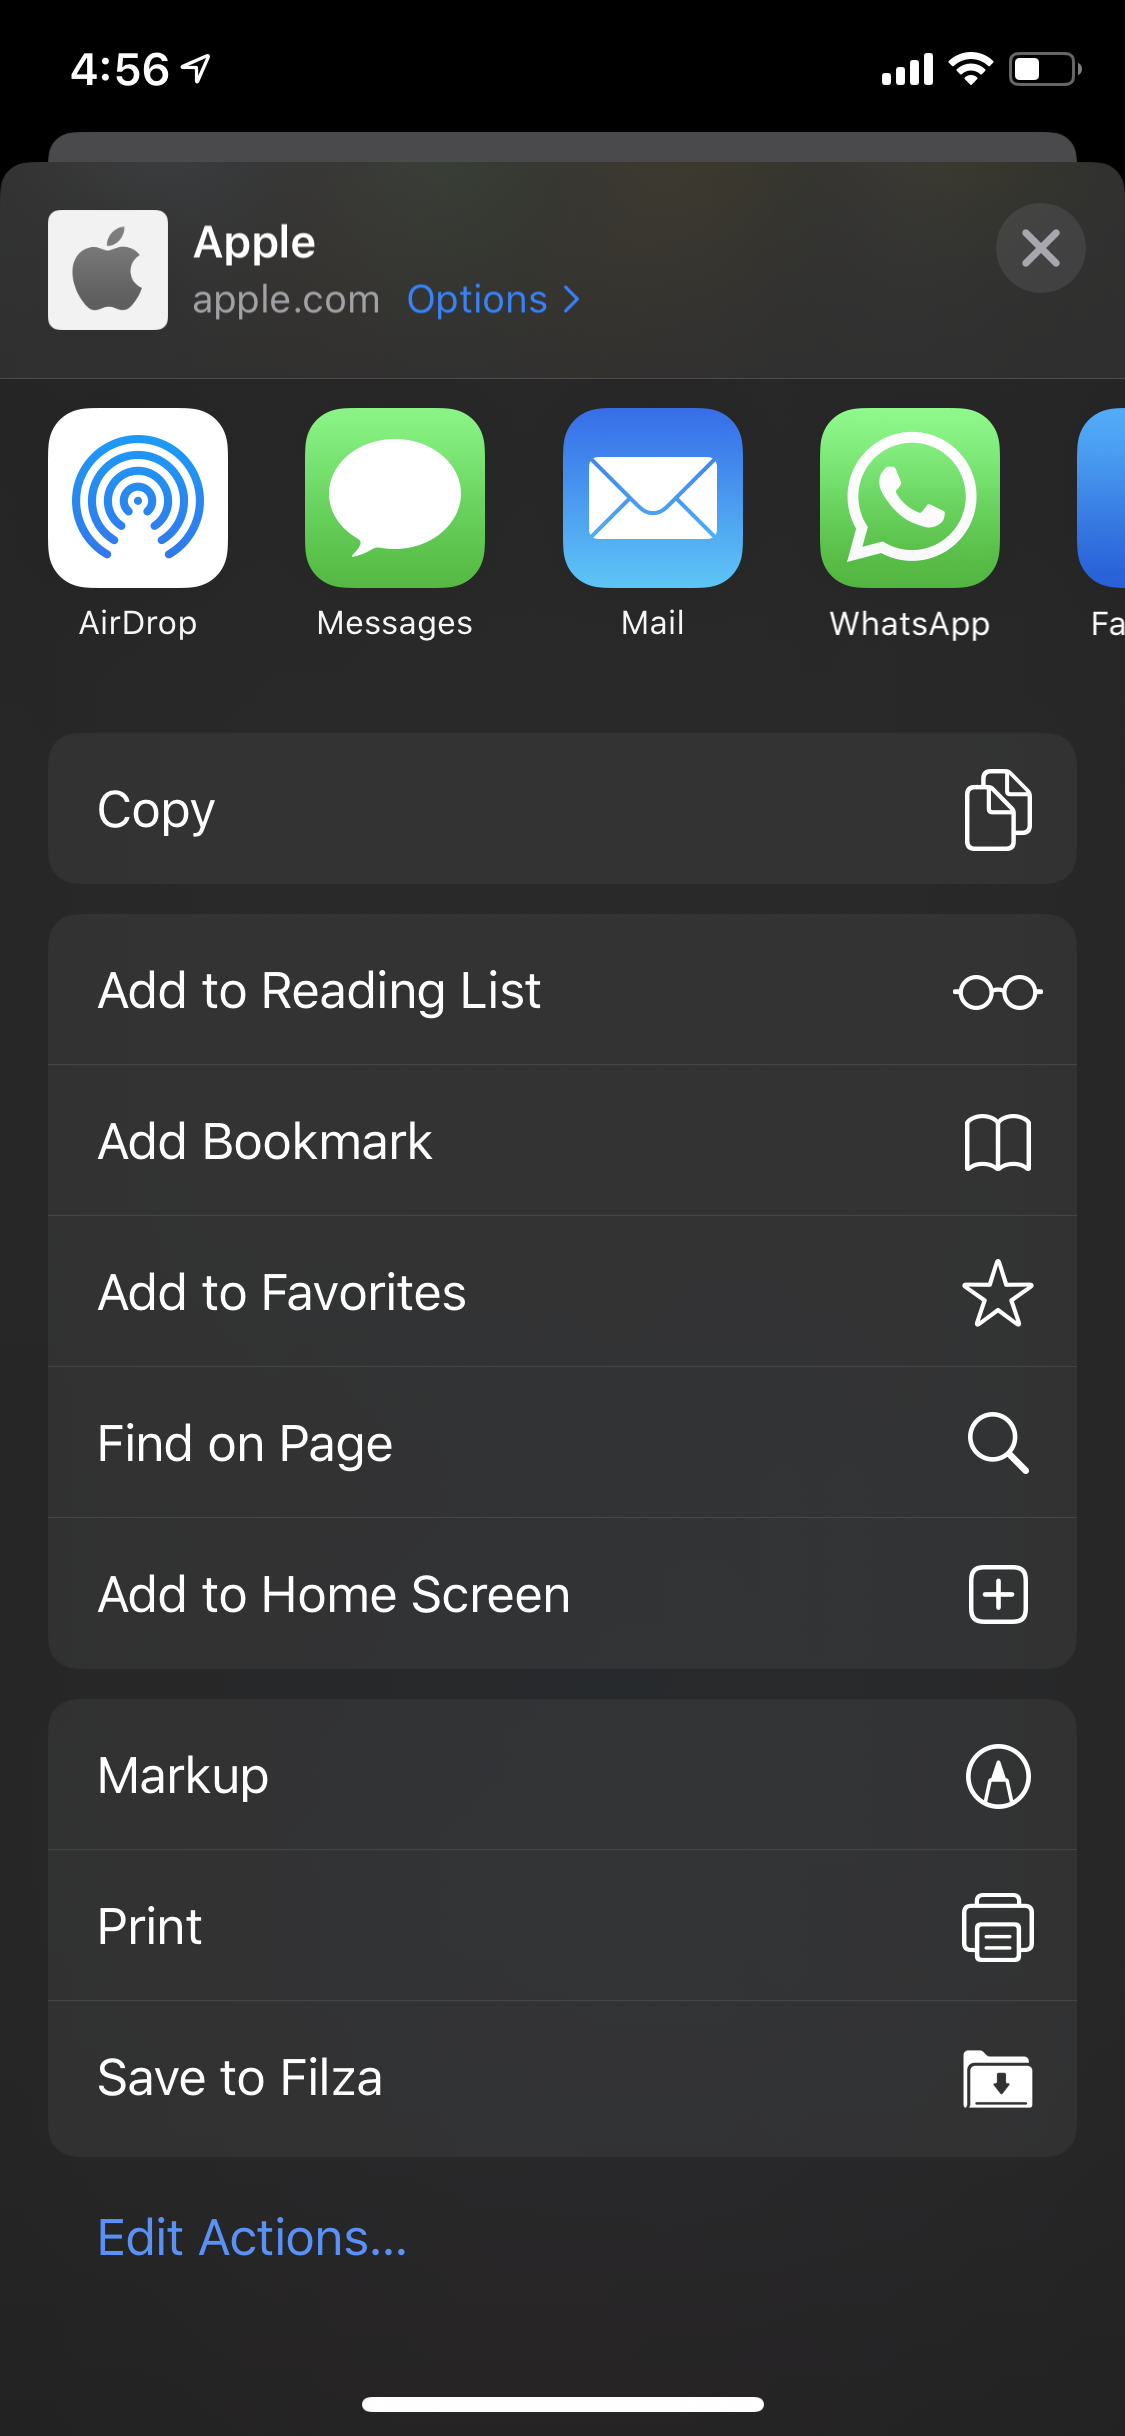 4:56
Apple
apple.com Options
AirDrop Messages Mail WhatsApp Fa
Copy
Add to Reading List
Add Bookmark
Add to Favorites
Find on Page
Add to Home Screen
Markup
Print
Save to Filza
Edit Actions...